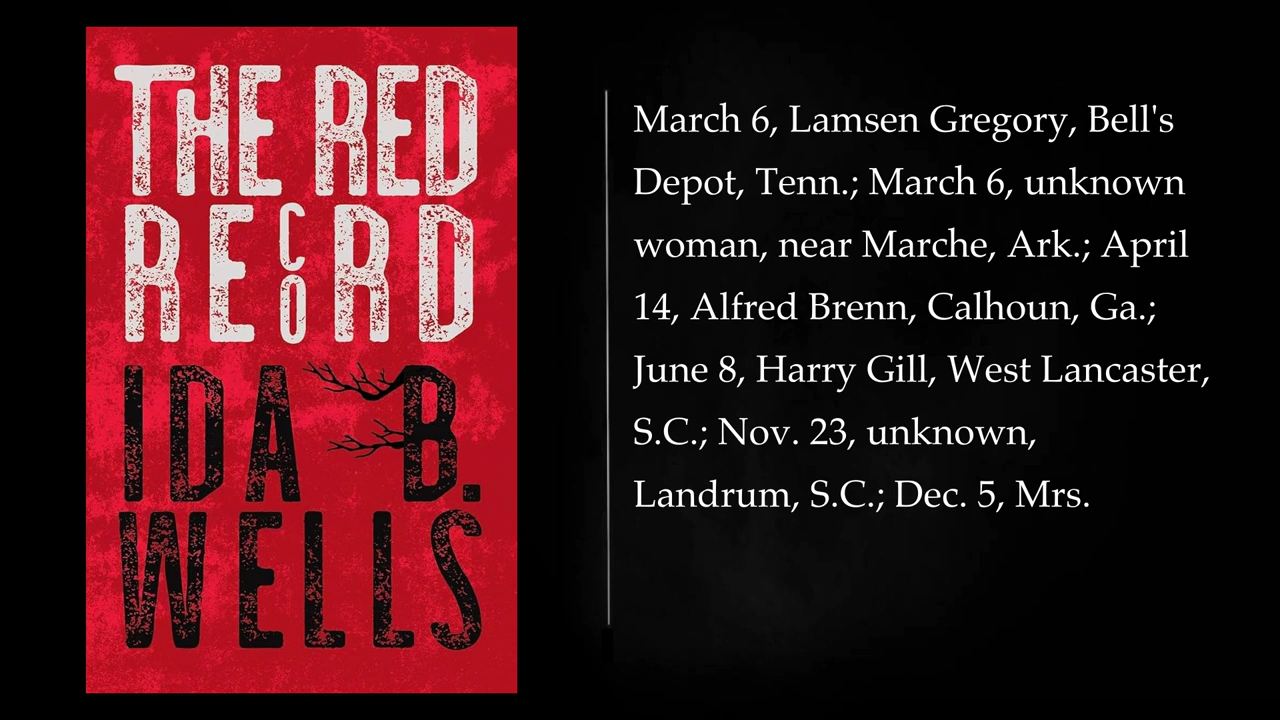 THE RED
RECORD
IDA B.
WELLS
March 6, Lamsen Gregory, Bell's
Depot, Tenn.; March 6, unknown
woman, near Marche, Ark.; April
14, Alfred Brenn, Calhoun, Ga.;
June 8, Harry Gill, West Lancaster,
S.C.; Nov. 23, unknown,
Landrum, S.C.; Dec. 5, Mrs.